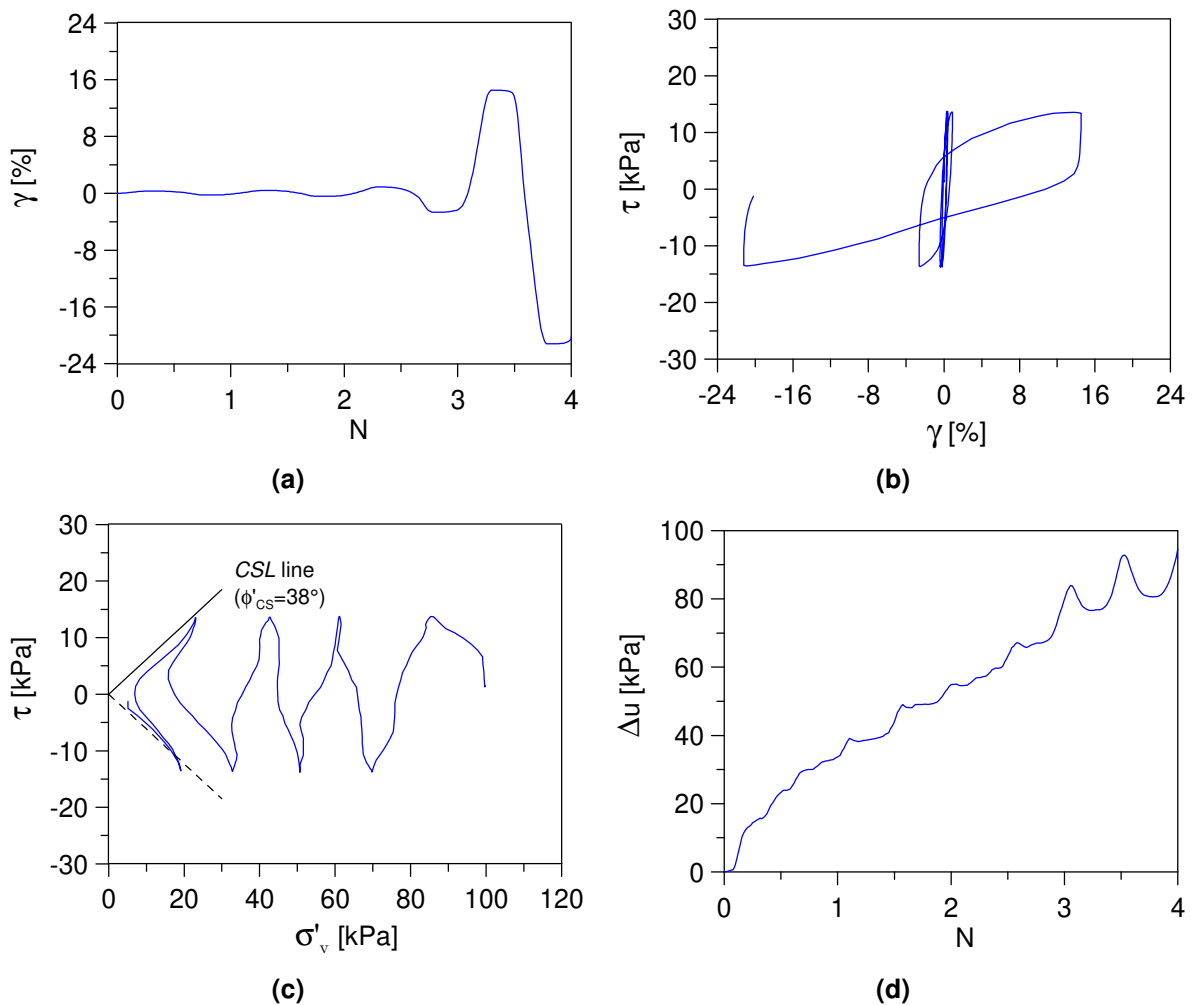 24
16
8
0
-8
-16
-24
γ [%]
0 1 2 3 4
N
(a)
30
20
10
0
-10
-20
-30
τ [kPa]
-24 -16 -8 0 8 16 24
γ [%]
(b)
30
20
10
0
-10
-20
-30
τ [kPa]
CSL line
(ϕ'CS=38°)
0 20 40 60 80 100 120
σ'v [kPa]
(c)
100
80
60
40
20
0
Δu [kPa]
0 1 2 3 4
N
(d)